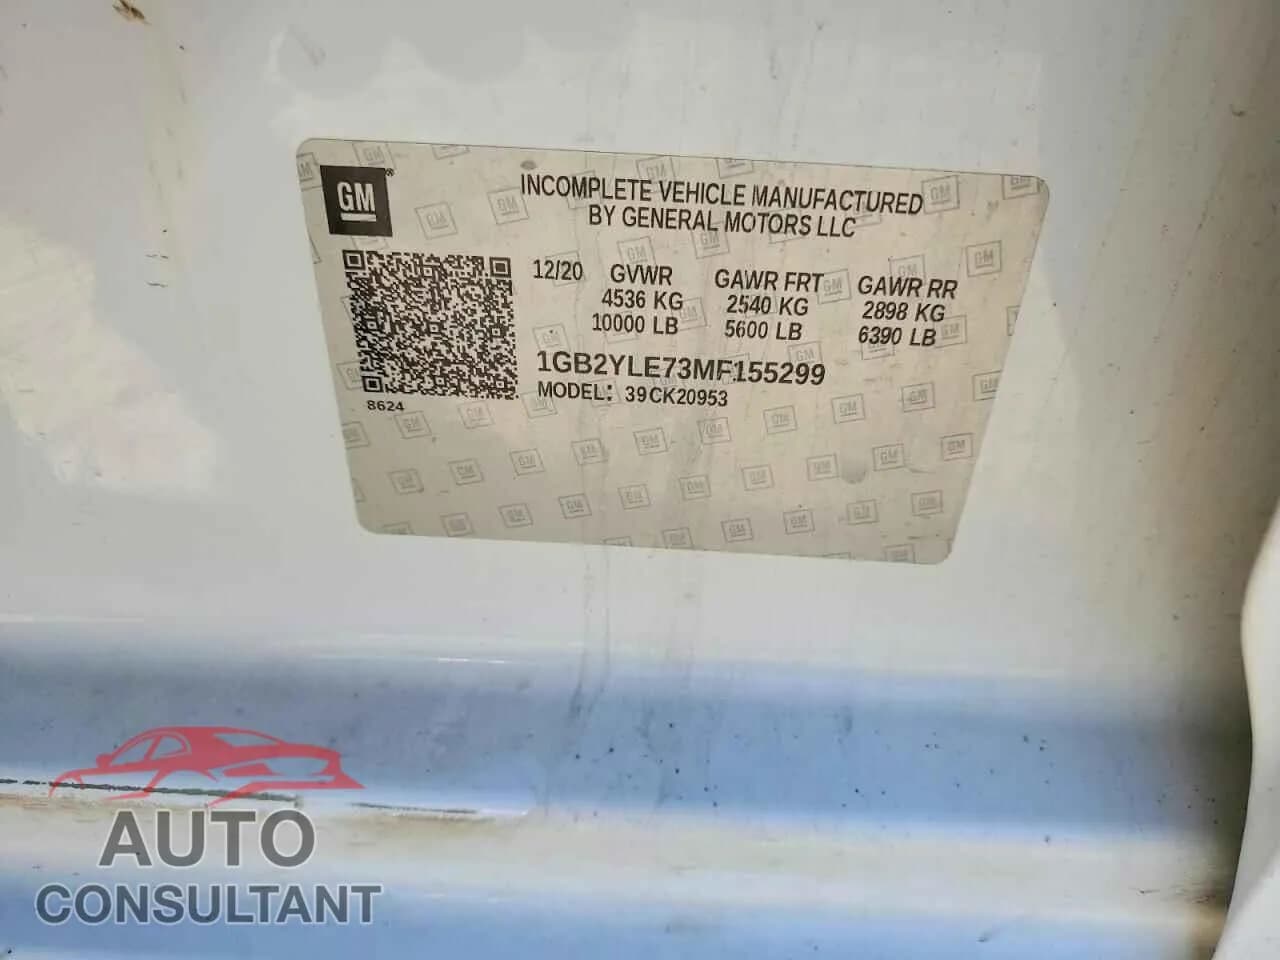 GM®
INCOMPLETE VEHICLE MANUFACTURED
BY GENERAL MOTORS LLC
12/20 GVWR GAWR FRT GAWR RR
4536 KG 2540 KG 2898 KG
10000 LB 5600 LB 6390 LB
1GB2YLE73MF155299
MODEL: 39CK20953
8624
AUTO
CONSULTANT